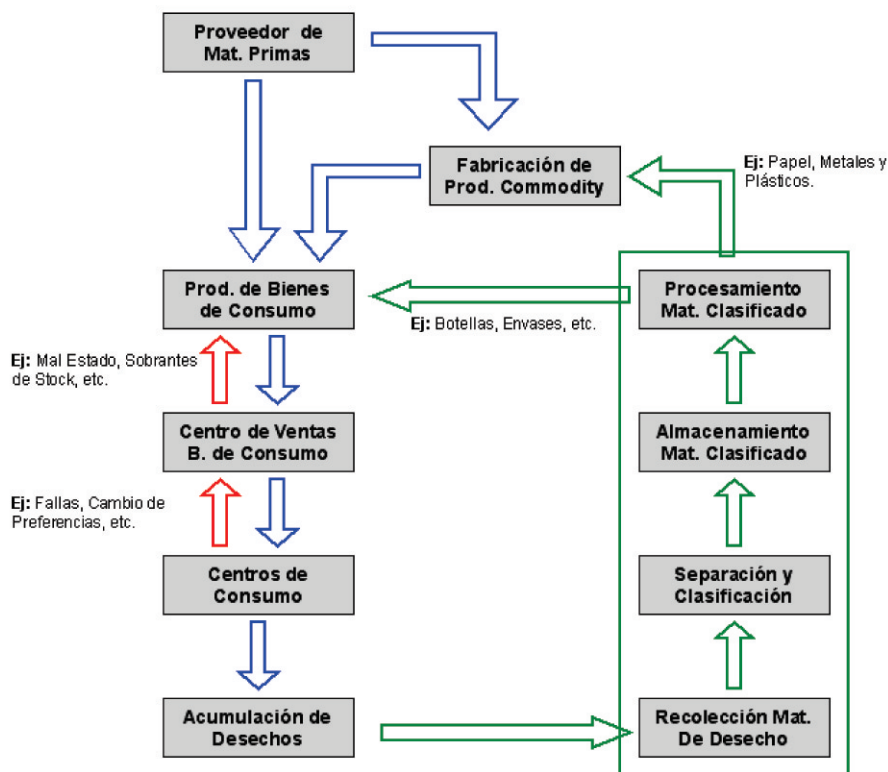 Proveedor de
Mat. Primas
Fabricación de
Prod. Commodity
Ej: Papel, Metales y
Plásticos.
Prod. de Bienes
de Consumo
Procesamiento
Mat. Clasificado
Ej: Botellas, Envases, etc.
Ej: Mal Estado, Sobrantes
de Stock, etc.
Centro de Ventas
B. de Consumo
Almacenamiento
Mat. Clasificado
Ej: Fallas, Cambio de
Preferencias, etc.
Centros de
Consumo
Separación y
Clasificación
Acumulación de
Desechos
Recolección Mat.
De Desecho